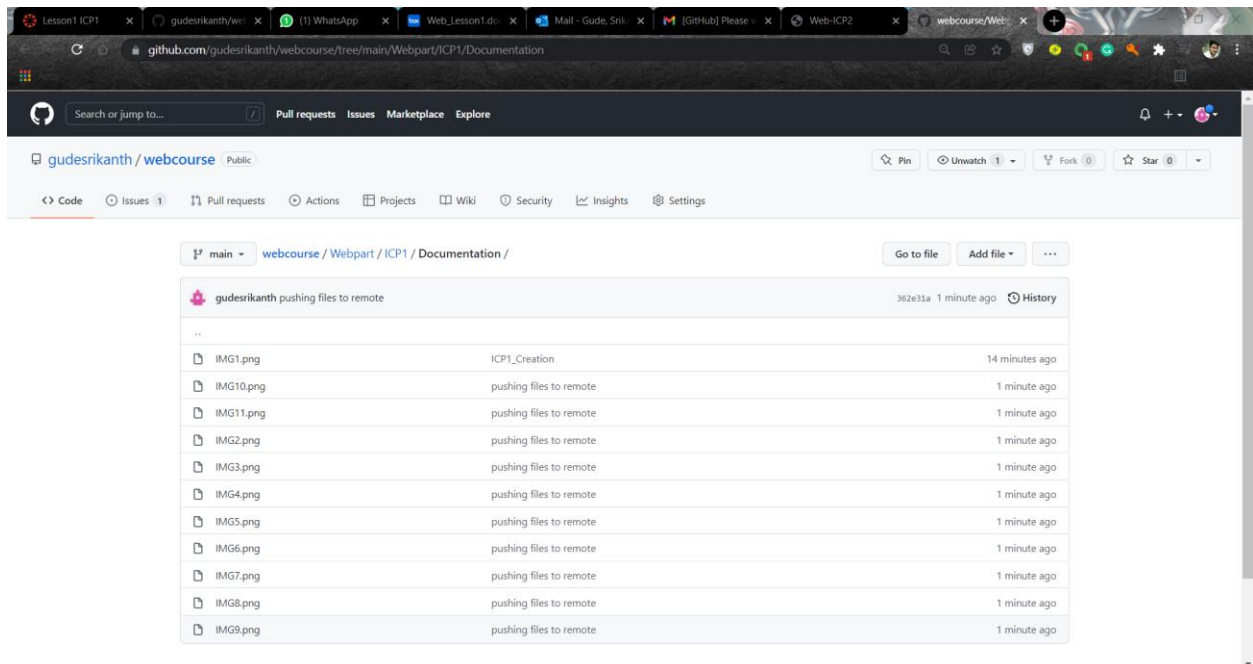 Lesson1 ICP1
gudesrikanth/wel
(1) WhatsApp
Web_Lesson1.do
Mail - Gude, Srik
[GitHub] Please v
Web-ICP2
webcourse/Web
github.com/gudesrikanth/webcourse/tree/main/Webpart/ICP1/Documentation
Search or jump to... / Pull requests Issues Marketplace Explore
gudesrikanth / webcourse Public Pin Unwatch 1 Fork 0 Star 0
<> Code Issues 1 Pull requests Actions Projects Wiki Security Insights Settings
main webcourse / Webpart / ICP1 / Documentation / Go to file Add file ...
gudesrikanth pushing files to remote 362e31a 1 minute ago History
..
IMG1.png ICP1_Creation 14 minutes ago
IMG10.png pushing files to remote 1 minute ago
IMG11.png pushing files to remote 1 minute ago
IMG2.png pushing files to remote 1 minute ago
IMG3.png pushing files to remote 1 minute ago
IMG4.png pushing files to remote 1 minute ago
IMG5.png pushing files to remote 1 minute ago
IMG6.png pushing files to remote 1 minute ago
IMG7.png pushing files to remote 1 minute ago
IMG8.png pushing files to remote 1 minute ago
IMG9.png pushing files to remote 1 minute ago